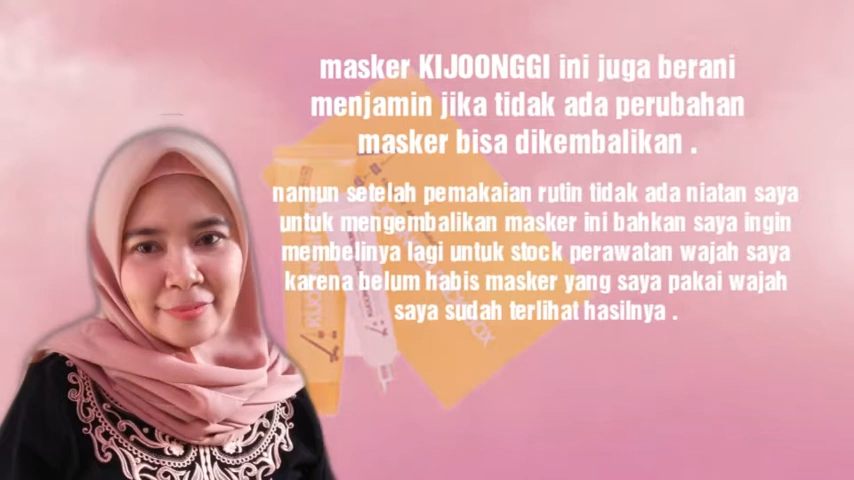 masker KIJOONGGI ini juga berani
menjamin jika tidak ada perubahan
masker bisa dikembalikan .
namun setelah pemakaian rutin tidak ada niatan saya
untuk mengembalikan masker ini bahkan saya ingin
membelinya lagi untuk stock perawatan wajah saya
karena belum habis masker yang saya pakai wajah
saya sudah terlihat hasilnya .